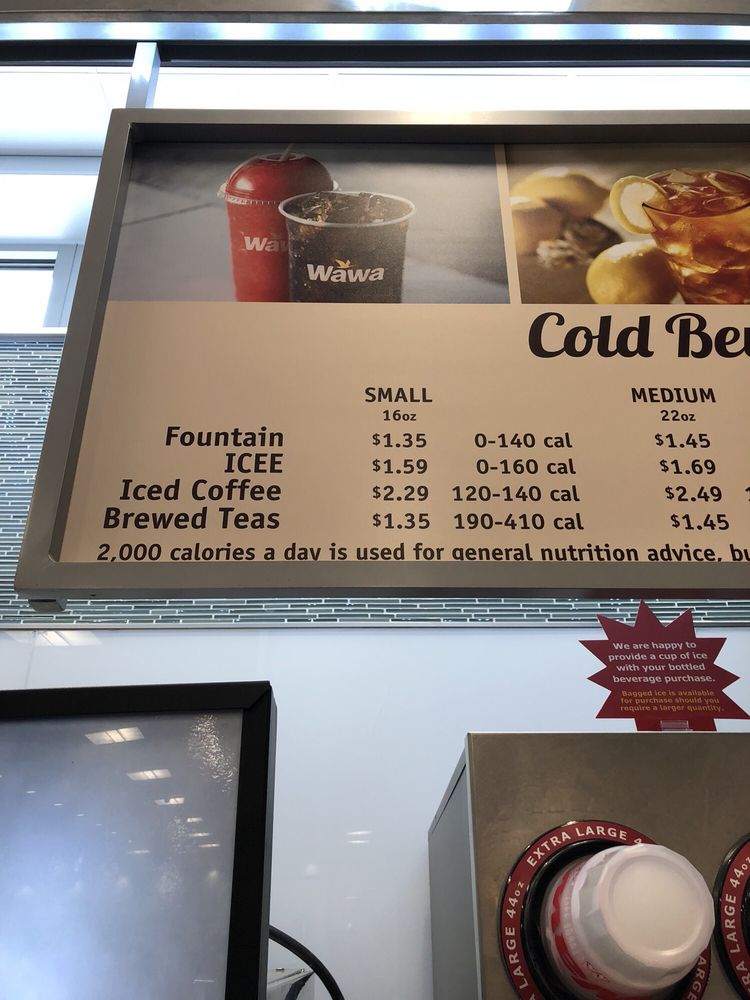 Wawa
Wawa
Cold
SMALL MEDIUM
16oz 22oz
Fountain $1.35 0-140 cal $1.45
ICEE $1.59 0-160 cal $1.69
Iced Coffee $2.29 120-140 cal $2.49
Brewed Teas $1.35 190-410 cal $1.45
2,000 calories a day is used for general nutrition advice,
We are happy to
provide a cup of ice
with your bottled
beverage purchase.
Bagged ice is available
for purchase should you
require a larger quantity.
EXTRA LARGE
LARGE 44oz
LARGE 44oz